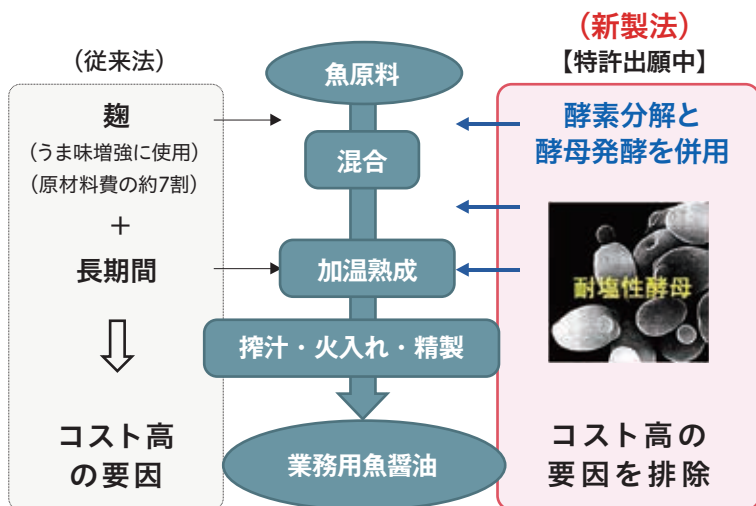 （従来法）
麹
（うま味増強に使用）
（原材料費の約7割）
＋
長期間
コスト高
の要因
魚原料
混合
加温熟成
搾汁・火入れ・精製
業務用魚醤油
（新製法）
【特許出願中】
酵素分解と
酵母発酵を併用
耐塩性酵母
コスト高の
要因を排除